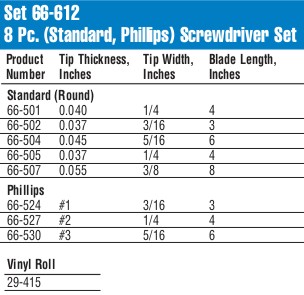 Set 66-612
8 Pc. (Standard, Phillips) Screwdriver Set
Product Number Tip Thickness, Inches Tip Width, Inches Blade Length, Inches
Standard (Round)
66-501 0.040 1/4 4
66-502 0.037 3/16 3
66-504 0.045 5/16 6
66-505 0.037 1/4 4
66-507 0.055 3/8 8
Phillips
66-524 #1 3/16 3
66-527 #2 1/4 4
66-530 #3 5/16 6
Vinyl Roll
29-415